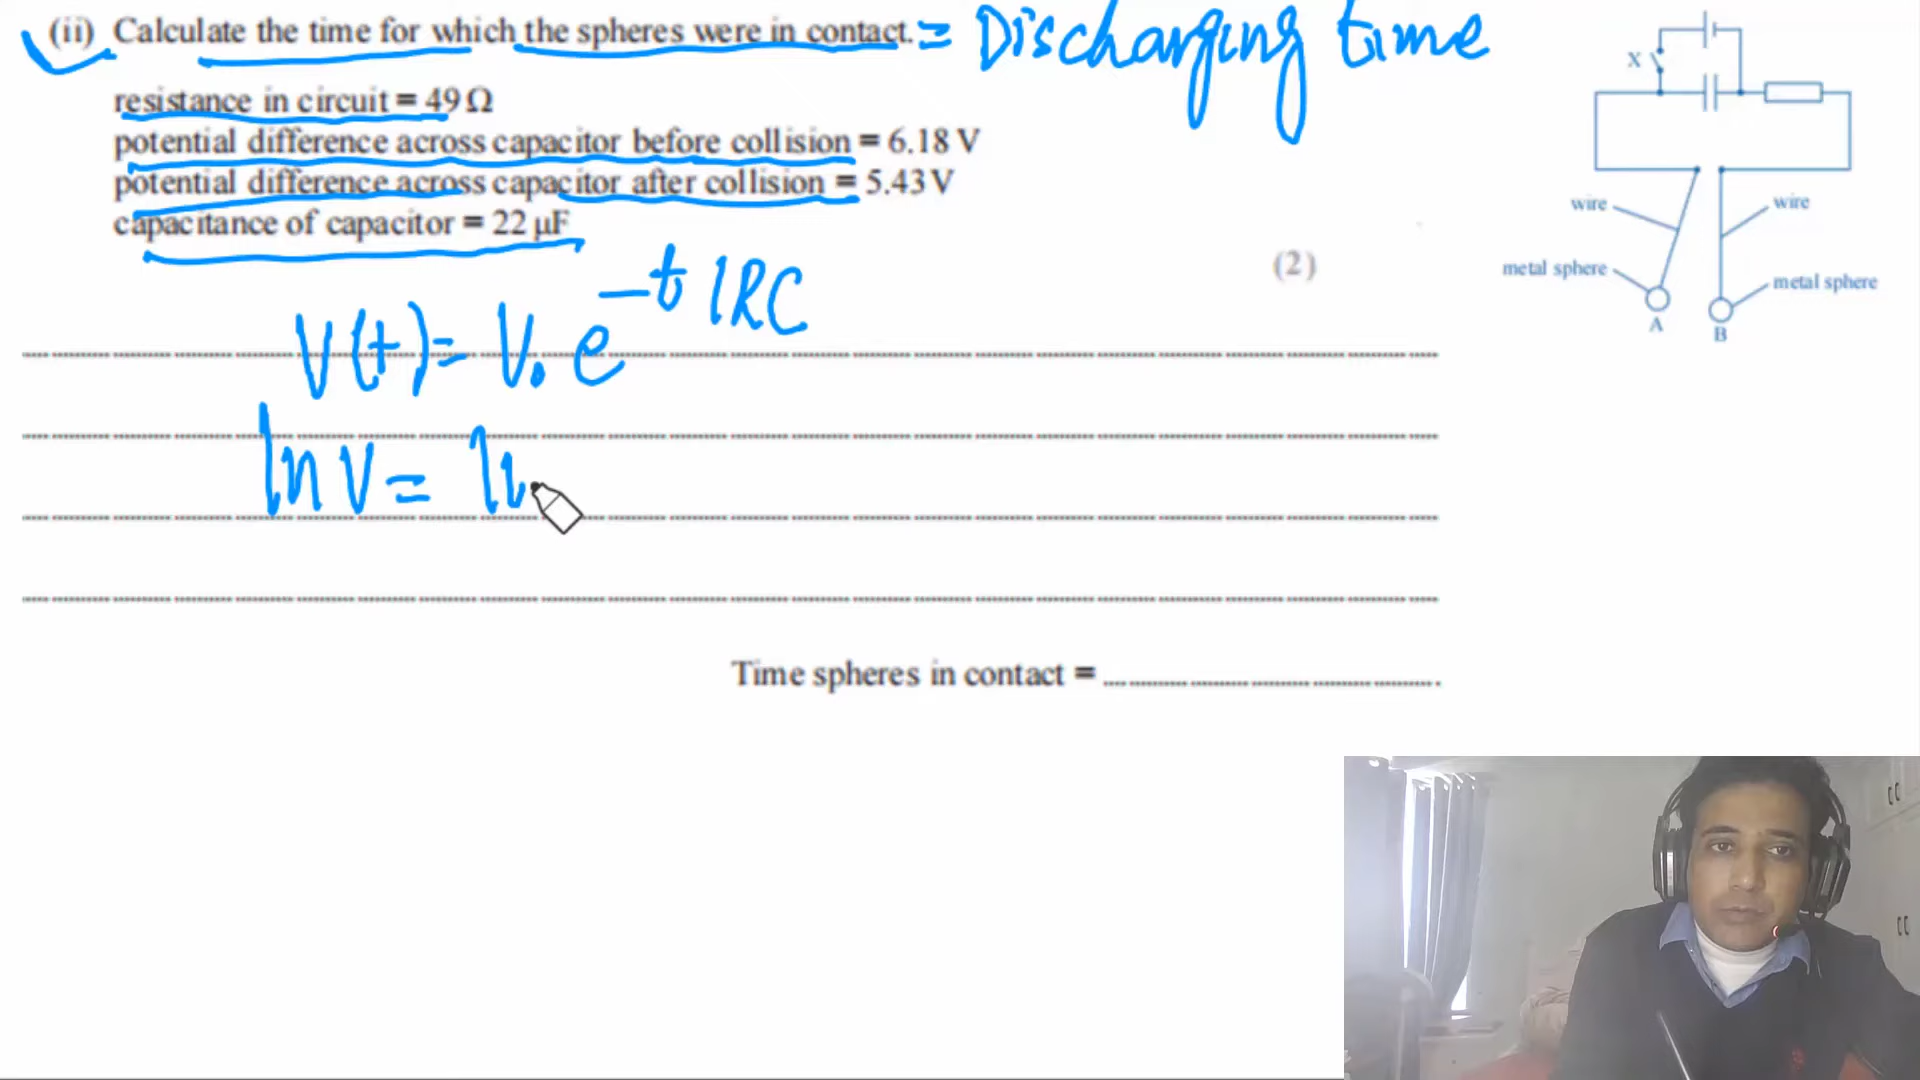 (ii) Calculate the time for which the spheres were in contact. = Discharging time
resistance in circuit = 49 Ω
potential difference across capacitor before collision = 6.18 V
potential difference across capacitor after collision = 5.43 V
capacitance of capacitor = 22 μF
(2)
V(t) = V₀ e^-t/RC
ln V = ln
Time spheres in contact =
X
wire
wire
metal sphere
metal sphere
A
B